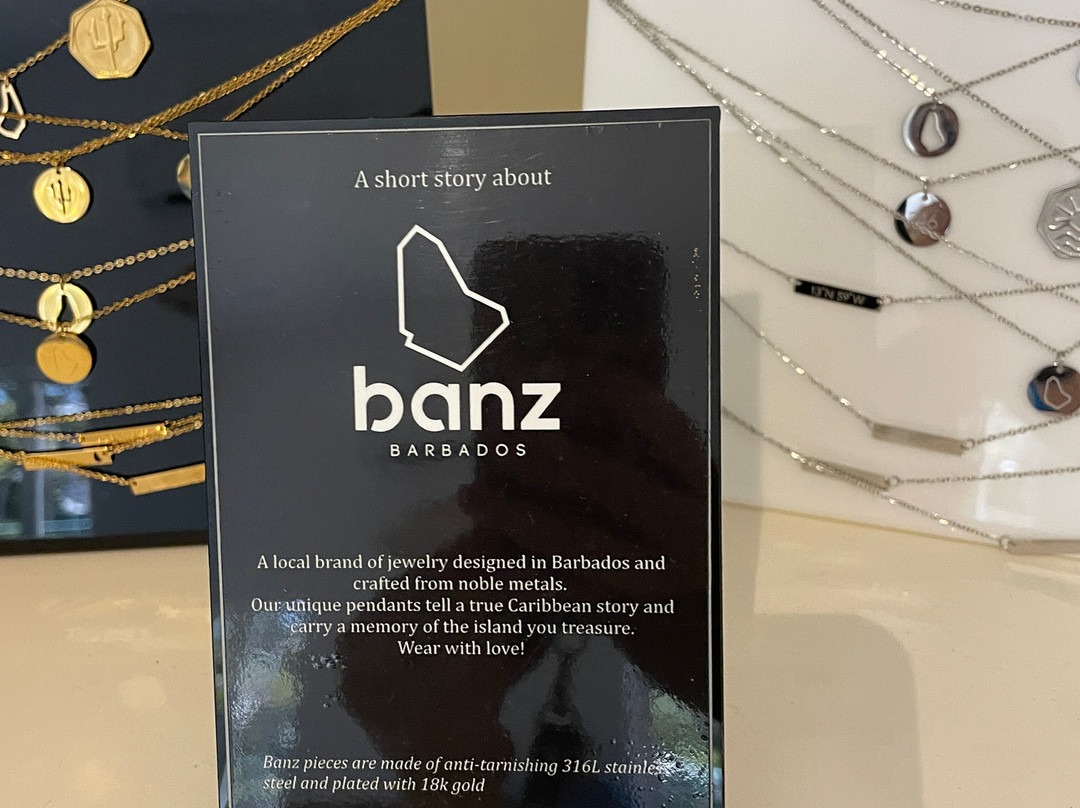 A short story about
banz
BARBADOS
A local brand of jewelry designed in Barbados and
crafted from noble metals.
Our unique pendants tell a true Caribbean story and
carry a memory of the island you treasure.
Wear with love!
Banz pieces are made of anti-tarnishing 316L stainless
steel and plated with 18k gold